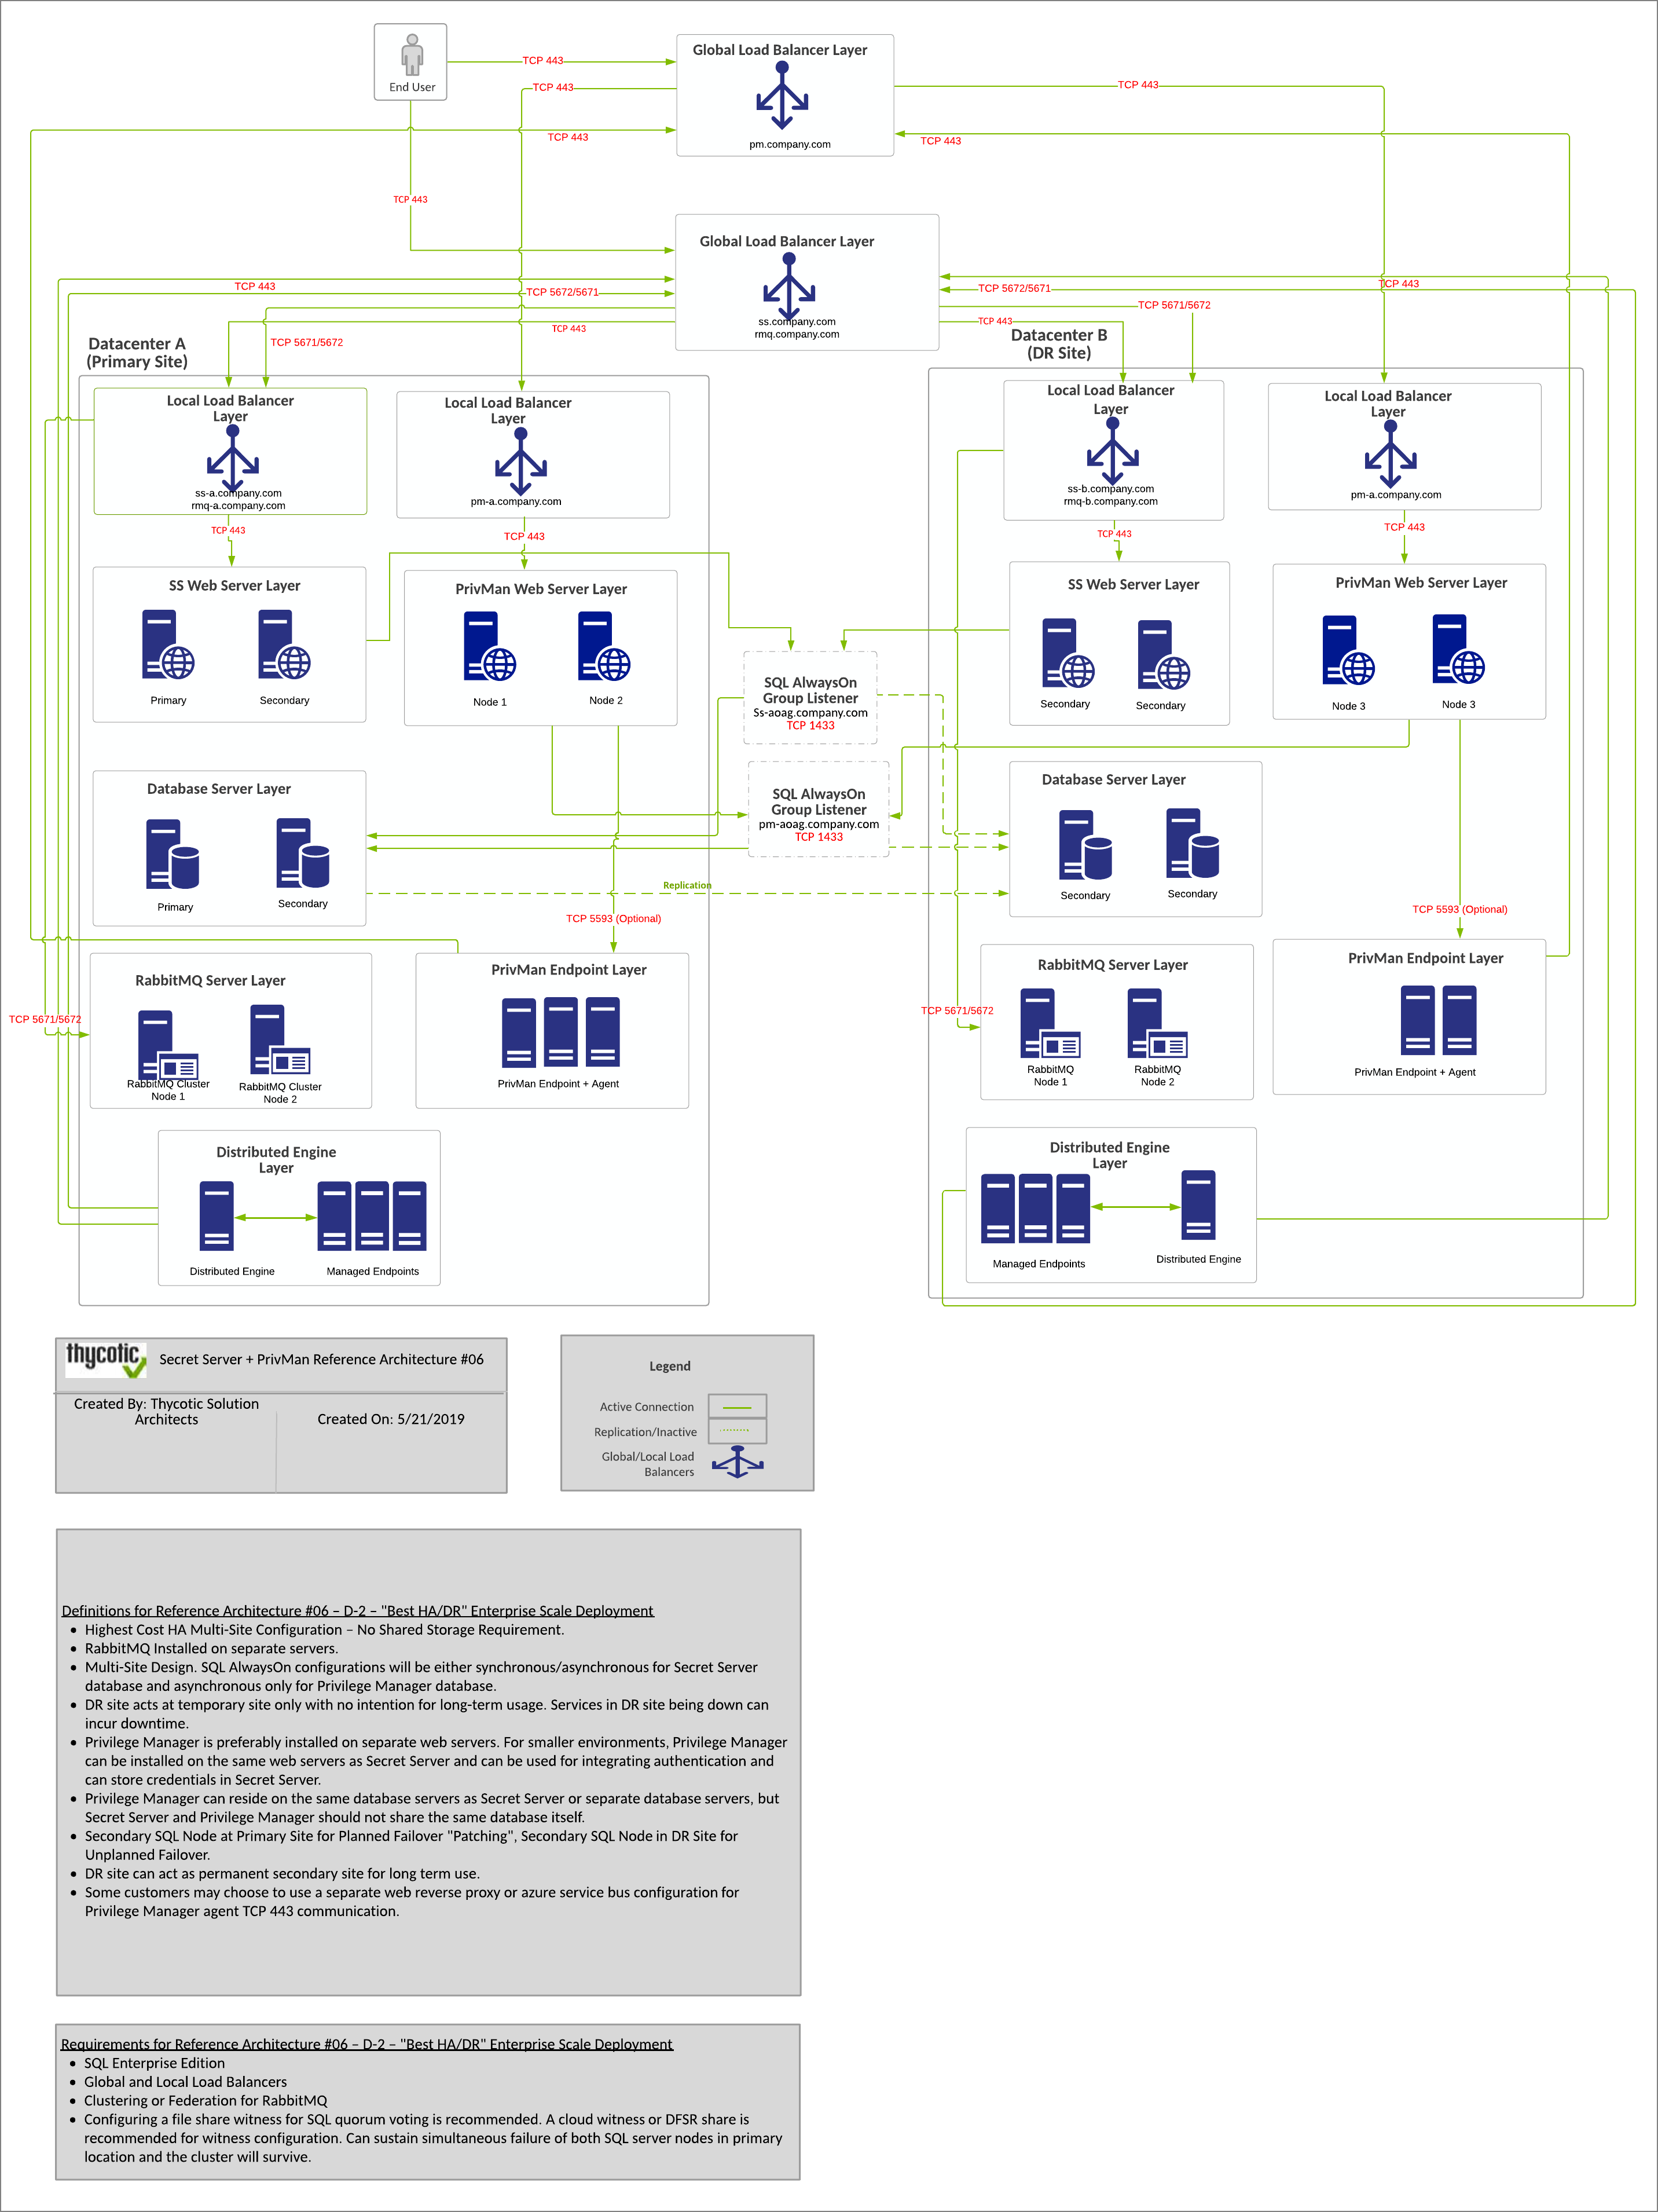 End User
TCP 443
Global Load Balancer Layer
pm.company.com
TCP 443
TCP 443
TCP 443
TCP 443
TCP 443
Global Load Balancer Layer
ss.company.com
rmq.company.com
TCP 443
TCP 5672/5671
TCP 443
TCP 5671/5672
TCP 5672/5671
TCP 443
TCP 5671/5672
TCP 443
Datacenter A
(Primary Site)
Local Load Balancer
Layer
ss-a.company.com
rmq-a.company.com
Local Load Balancer
Layer
pm-a.company.com
TCP 443
TCP 443
SS Web Server Layer
Primary
Secondary
PrivMan Web Server Layer
Node 1
Node 2
Database Server Layer
Primary
Secondary
TCP 5593 (Optional)
RabbitMQ Server Layer
TCP 5671/5672
RabbitMQ Cluster
Node 1
RabbitMQ Cluster
Node 2
PrivMan Endpoint Layer
PrivMan Endpoint + Agent
Distributed Engine
Layer
Distributed Engine
Managed Endpoints
SQL AlwaysOn
Group Listener
Ss-aoag.company.com
TCP 1433
SQL AlwaysOn
Group Listener
pm-aoag.company.com
TCP 1433
Replication
Datacenter B
(DR Site)
Local Load Balancer
Layer
ss-b.company.com
rmq-b.company.com
Local Load Balancer
Layer
pm-a.company.com
TCP 443
TCP 443
SS Web Server Layer
Secondary
Secondary
PrivMan Web Server Layer
Node 3
Node 3
Database Server Layer
Secondary
Secondary
TCP 5593 (Optional)
RabbitMQ Server Layer
TCP 5671/5672
RabbitMQ
Node 1
RabbitMQ
Node 2
PrivMan Endpoint Layer
PrivMan Endpoint + Agent
Distributed Engine
Layer
Managed Endpoints
Distributed Engine
thycotic
Secret Server + PrivMan Reference Architecture #06
Created By: Thycotic Solution
Architects
Created On: 5/21/2019
Legend
Active Connection
Replication/Inactive
Global/Local Load
Balancers
Definitions for Reference Architecture #06 – D-2 – "Best HA/DR" Enterprise Scale Deployment
• Highest Cost HA Multi-Site Configuration – No Shared Storage Requirement.
• RabbitMQ Installed on separate servers.
• Multi-Site Design. SQL AlwaysOn configurations will be either synchronous/asynchronous for Secret Server
database and asynchronous only for Privilege Manager database.
• DR site acts at temporary site only with no intention for long-term usage. Services in DR site being down can
incur downtime.
• Privilege Manager is preferably installed on separate web servers. For smaller environments, Privilege Manager
can be installed on the same web servers as Secret Server and can be used for integrating authentication and
can store credentials in Secret Server.
• Privilege Manager can reside on the same database servers as Secret Server or separate database servers, but
Secret Server and Privilege Manager should not share the same database itself.
• Secondary SQL Node at Primary Site for Planned Failover "Patching", Secondary SQL Node in DR Site for
Unplanned Failover.
• DR site can act as permanent secondary site for long term use.
• Some customers may choose to use a separate web reverse proxy or azure service bus configuration for
Privilege Manager agent TCP 443 communication.
Requirements for Reference Architecture #06 – D-2 – "Best HA/DR" Enterprise Scale Deployment
• SQL Enterprise Edition
• Global and Local Load Balancers
• Clustering or Federation for RabbitMQ
• Configuring a file share witness for SQL quorum voting is recommended. A cloud witness or DFSR share is
recommended for witness configuration. Can sustain simultaneous failure of both SQL server nodes in primary
location and the cluster will survive.